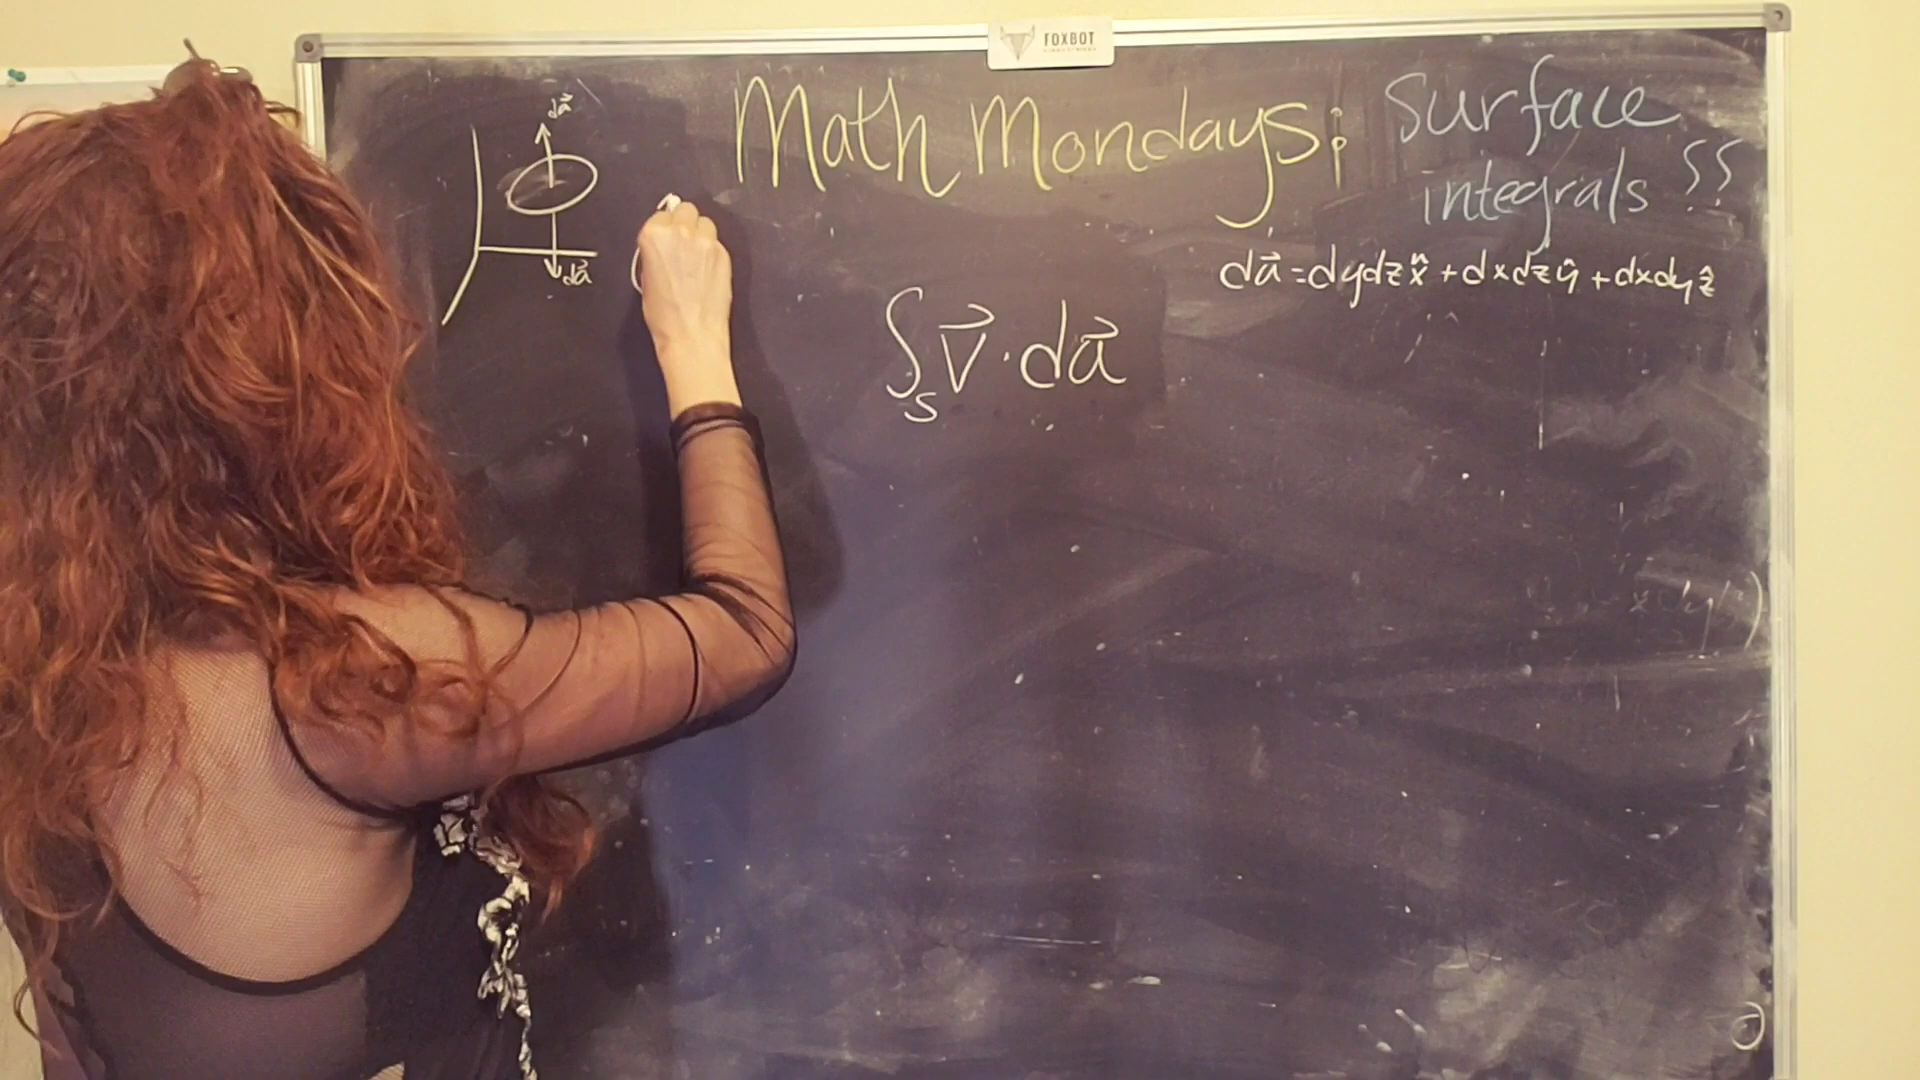 FOXBOT
Math Mondays: Surface
integrals ??
da⃗
da⃗
da⃗ = dydz x̂ + dxdz ŷ + dxdy ẑ
∫ₛ v⃗ · da⃗